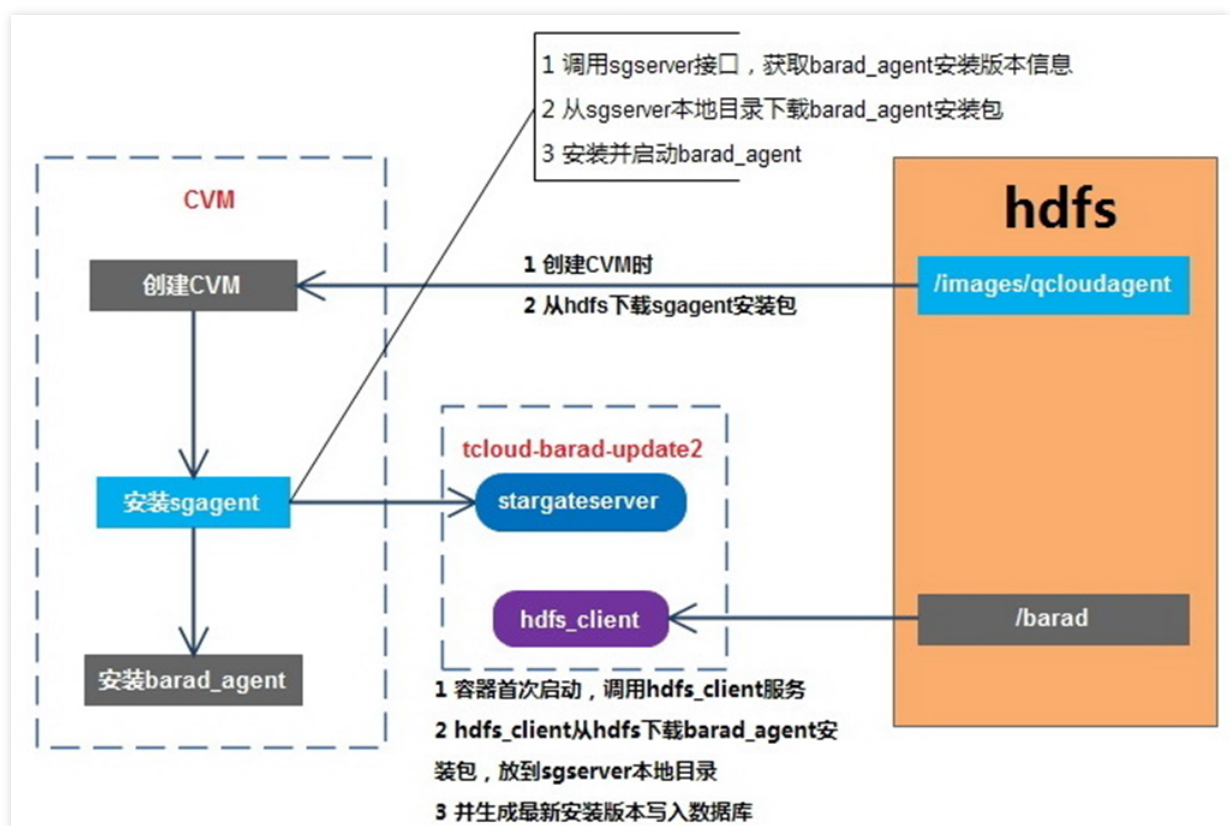 1 调用sgserver接口，获取barad_agent安装版本信息
2 从sgserver本地目录下载barad_agent安装包
3 安装并启动barad_agent
CVM
hdfs
创建CVM
1 创建CVM时
2 从hdfs下载sgagent安装包
/images/qcloudagent
tcloud-barad-update2
安装sgagent
stargateserver
hdfs_client
/barad
安装barad_agent
1 容器首次启动，调用hdfs_client服务
2 hdfs_client从hdfs下载barad_agent安
装包，放到sgserver本地目录
3 并生成最新安装版本写入数据库